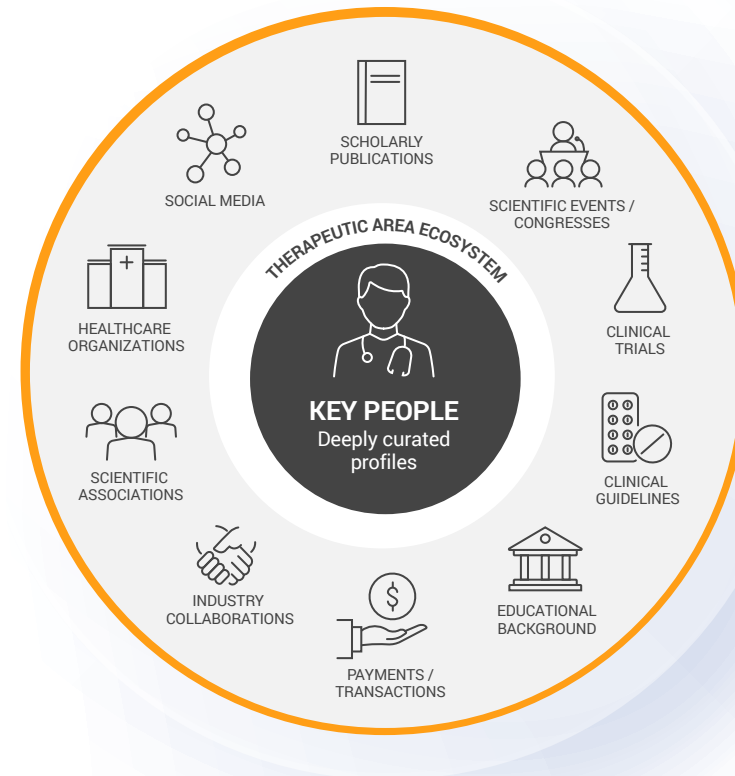 SCHOLARLY
PUBLICATIONS
SOCIAL MEDIA
SCIENTIFIC EVENTS /
CONGRESSES
THERAPEUTIC AREA ECOSYSTEM
HEALTHCARE
ORGANIZATIONS
CLINICAL
TRIALS
KEY PEOPLE
Deeply curated
profiles
SCIENTIFIC
ASSOCIATIONS
CLINICAL
GUIDELINES
INDUSTRY
COLLABORATIONS
EDUCATIONAL
BACKGROUND
$
PAYMENTS /
TRANSACTIONS